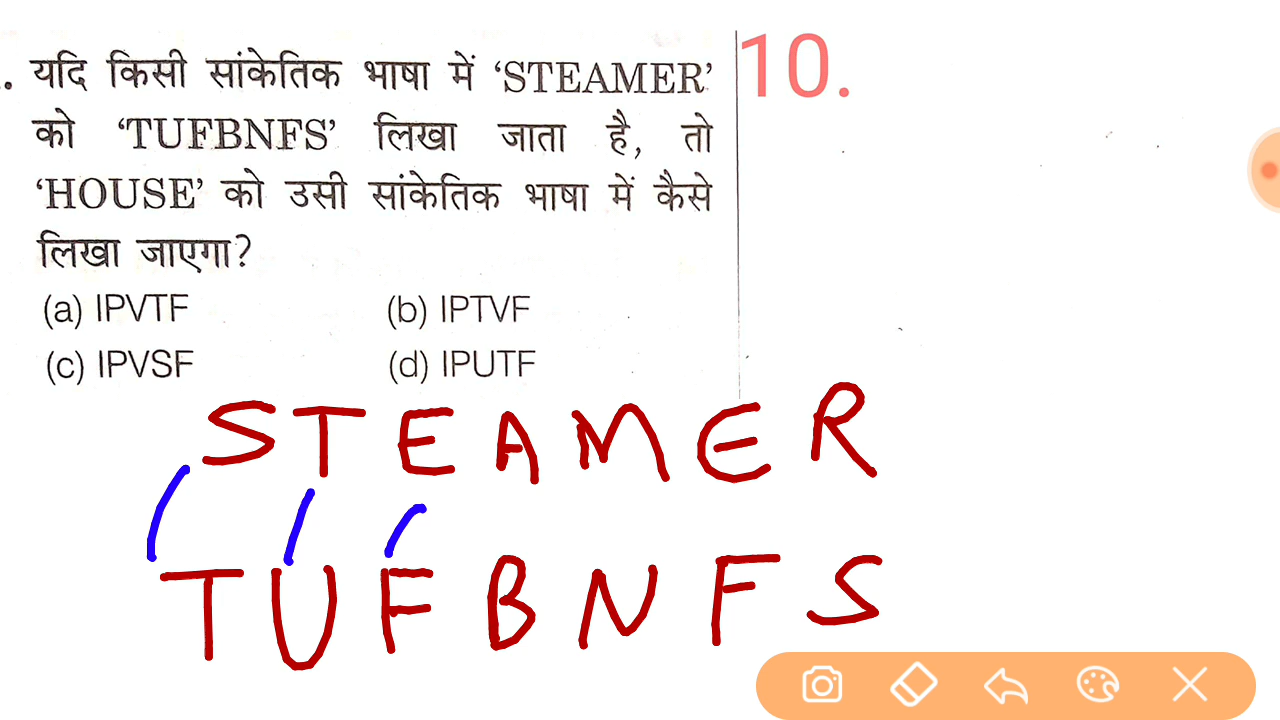 . यदि किसी सांकेतिक भाषा में ‘STEAMER’
को ‘TUFBNFS’ लिखा जाता है, तो
‘HOUSE’ को उसी सांकेतिक भाषा में कैसे
लिखा जाएगा?
(a) IPVTF (b) IPTVF
(c) IPVSF (d) IPUTF
10.
STEAMER
TUFBNFS